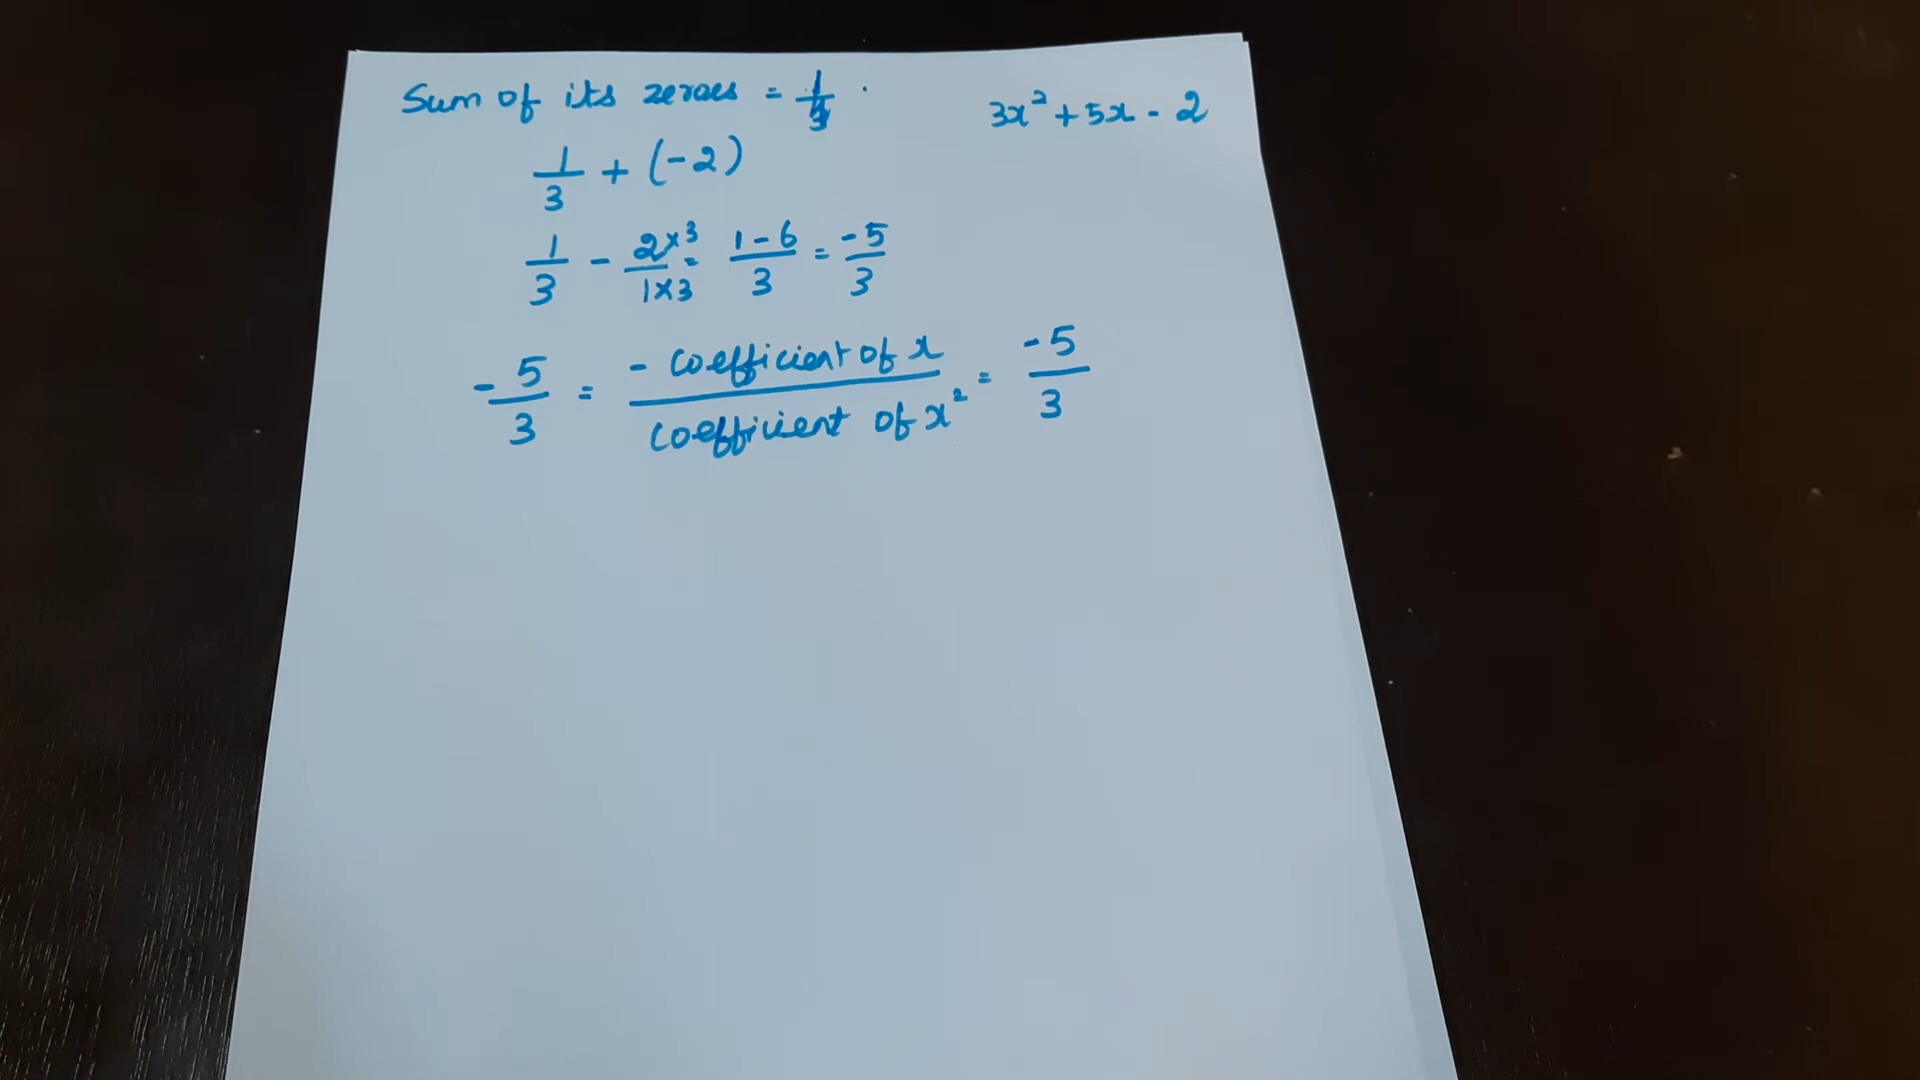 Sum of its zeroes = 1/3
3x² + 5x - 2
1/3 + (-2)
1/3 - 2×3/1×3 = 1-6/3 = -5/3
-5/3 = - coefficient of x/coefficient of x² = -5/3